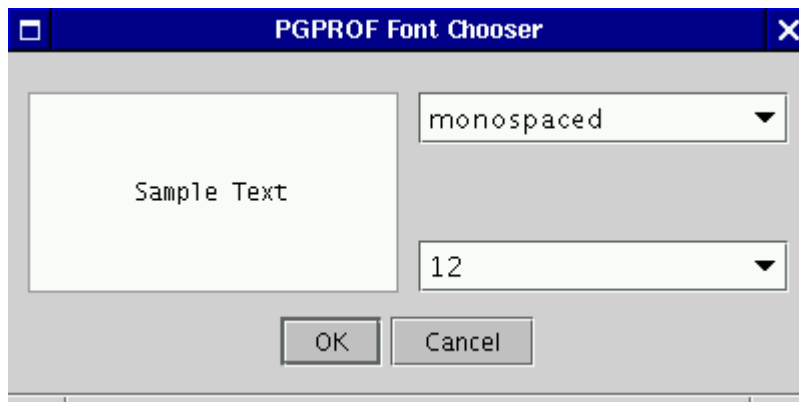 PGPROF Font Chooser
monospaced
Sample Text
12
OK Cancel